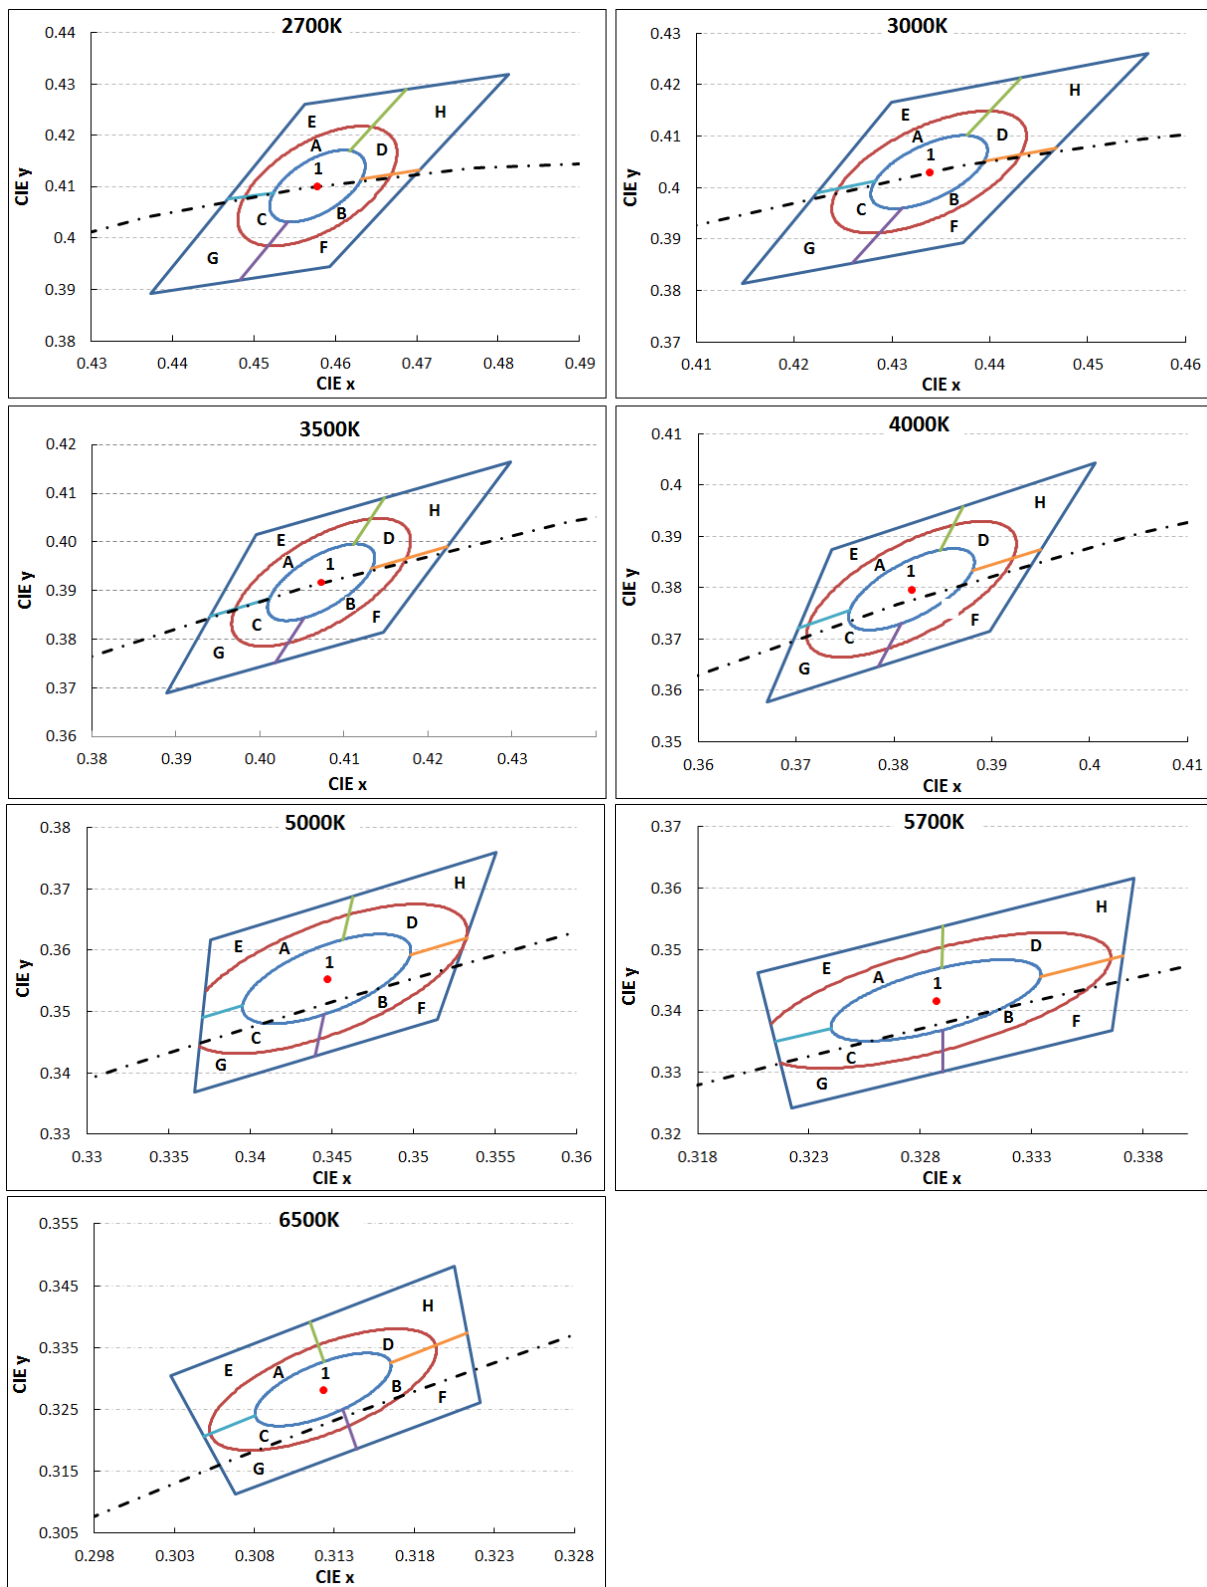 2700K
0.44
0.43
0.42
0.41
0.4
0.39
0.38
CIE y
E
H
A
D
1
C
B
F
G
0.43 0.44 0.45 0.46 0.47 0.48 0.49
CIE x
3000K
0.43
0.42
0.41
0.4
0.39
0.38
0.37
CIE y
H
E
A
D
1
C
B
F
G
0.41 0.42 0.43 0.44 0.45 0.46
CIE x
3500K
0.42
0.41
0.40
0.39
0.38
0.37
0.36
CIE y
H
E
D
A
1
B
C
F
G
0.38 0.39 0.40 0.41 0.42 0.43
CIE x
4000K
0.41
0.4
0.39
0.38
0.37
0.36
0.35
CIE y
H
E
D
A
1
F
C
G
0.36 0.37 0.38 0.39 0.4 0.41
CIE x
5000K
0.38
0.37
0.36
0.35
0.34
0.33
CIE y
H
D
E
A
1
B
F
C
G
0.33 0.335 0.34 0.345 0.35 0.355 0.36
CIE x
5700K
0.37
0.36
0.35
0.34
0.33
0.32
CIE y
H
D
E
A
1
B
F
C
G
0.318 0.323 0.328 0.333 0.338
CIE x
6500K
0.355
0.345
0.335
0.325
0.315
0.305
CIE y
H
D
E
A
1
B
F
C
G
0.298 0.303 0.308 0.313 0.318 0.323 0.328
CIE x